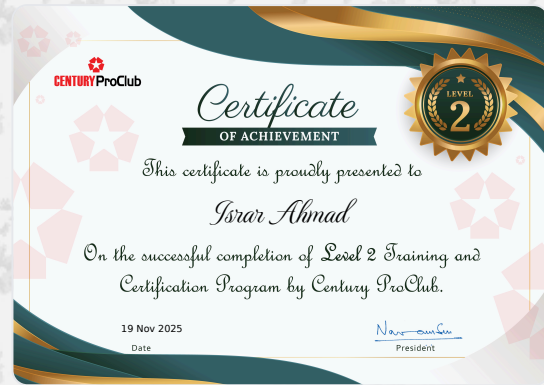 CENTURY ProClub
LEVEL
2
Certificate
OF ACHIEVEMENT
This certificate is proudly presented to
Israr Ahmad
On the successful completion of Level 2 Training and
Certification Program by Century ProClub.
19 Nov 2025
Date
President